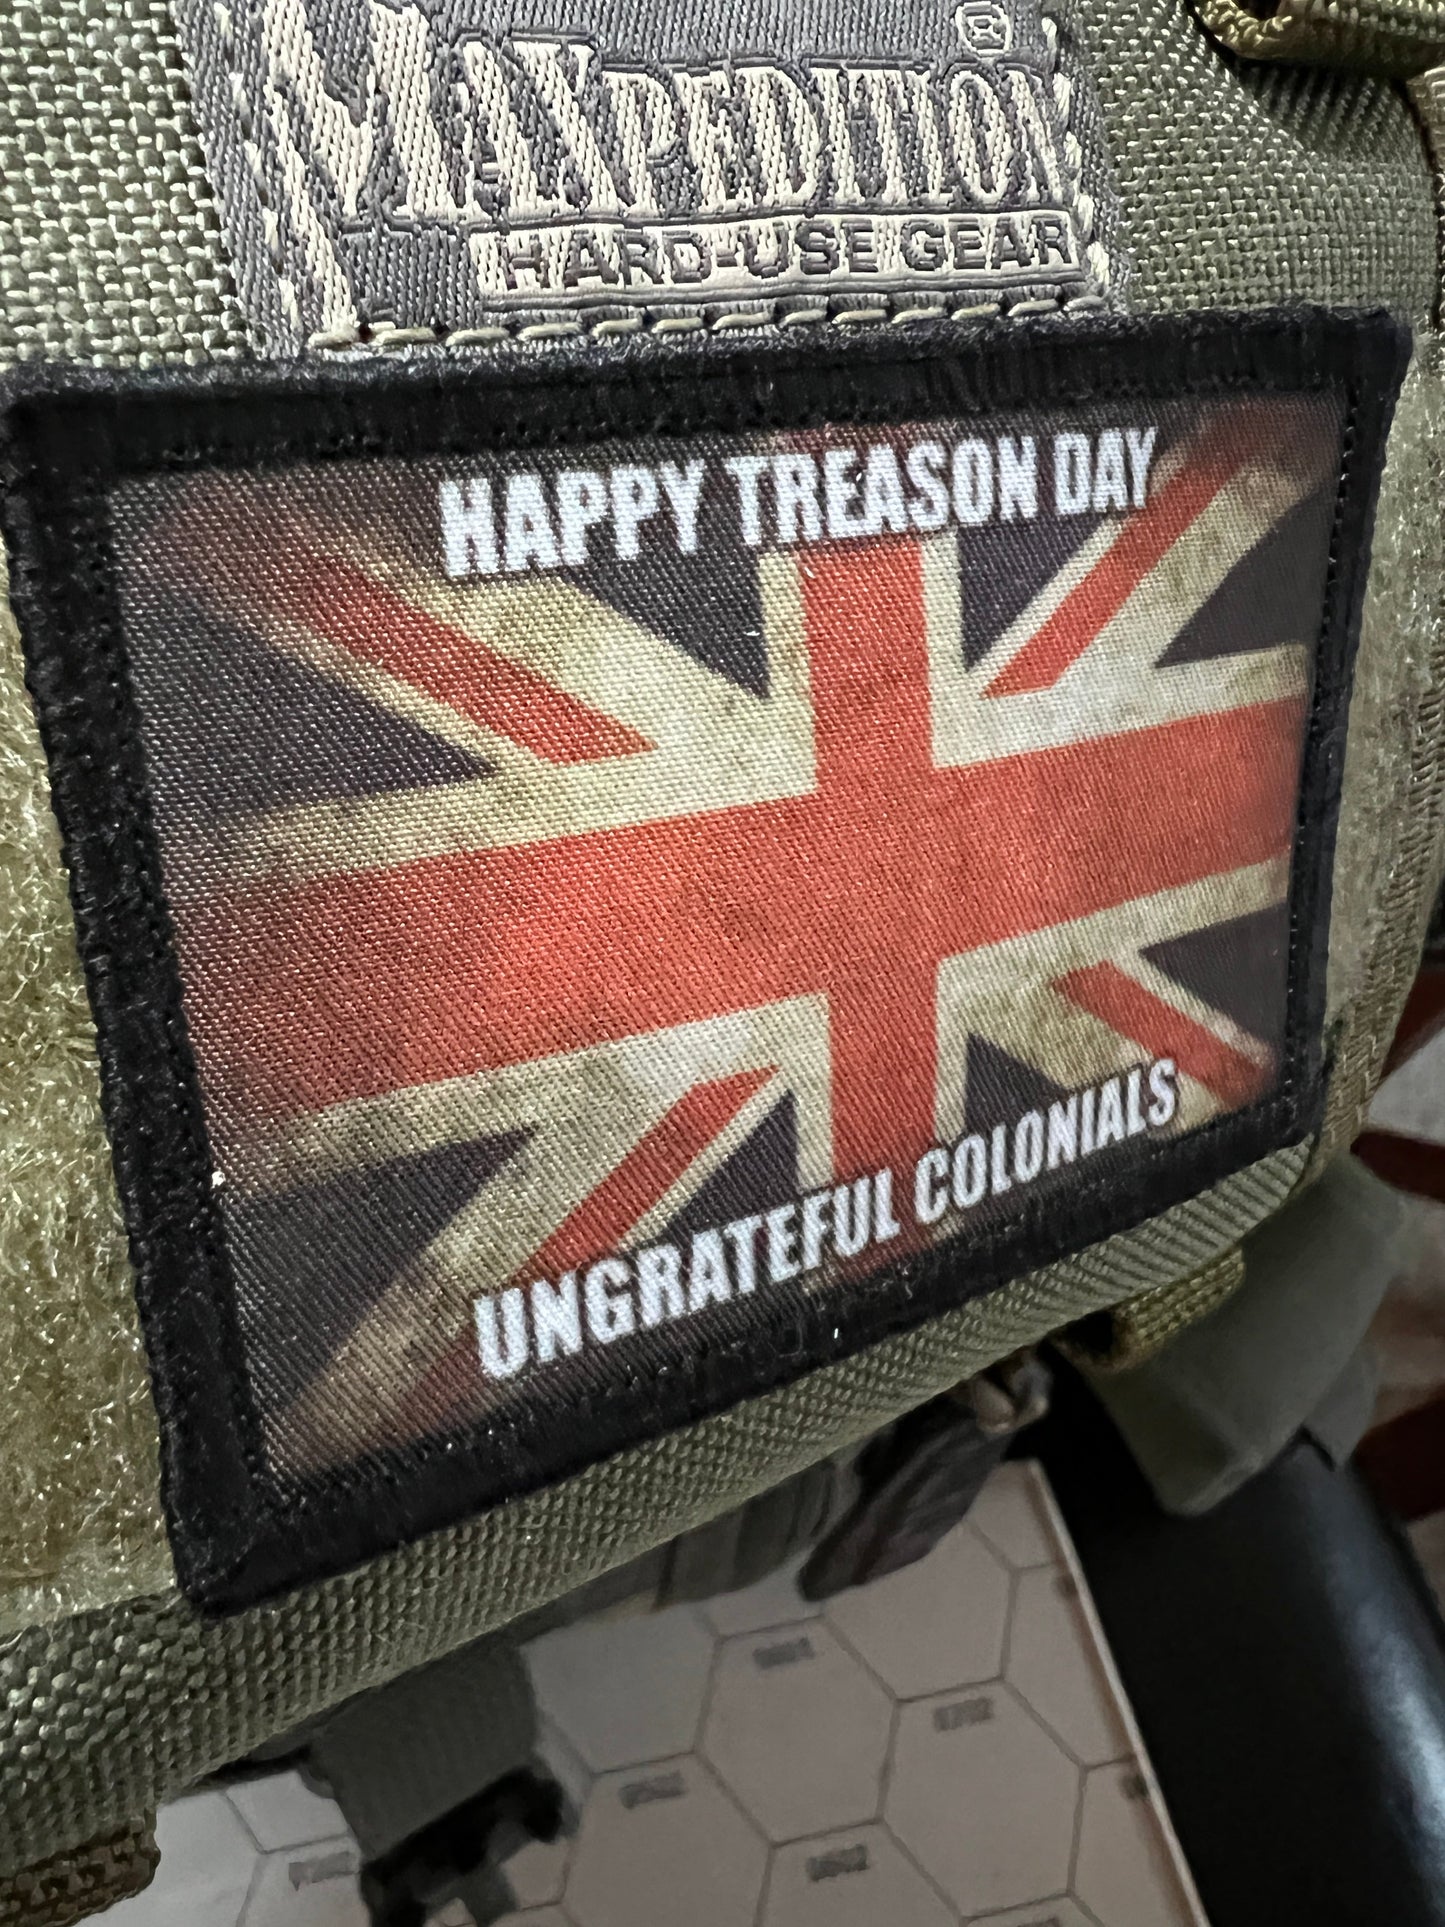 MAXPEDITION®
HARD-USE GEAR
HAPPY TREASON DAY
UNGRATEFUL COLONIALS